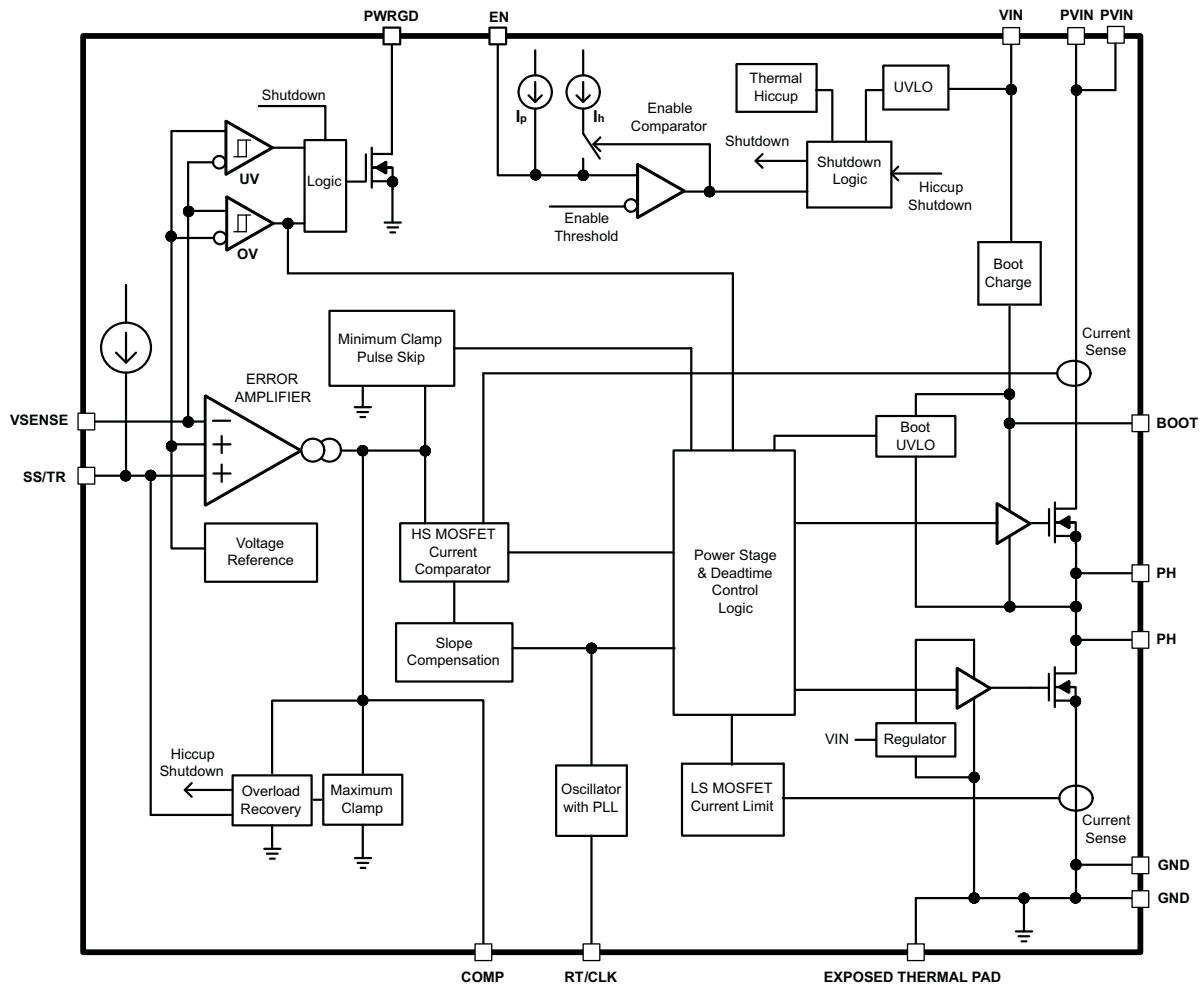 PWRGD
EN
VIN
PVIN
PVIN
Shutdown
UV
OV
Logic
Ip
Ih
Enable
Comparator
Enable
Threshold
Thermal
Hiccup
UVLO
Shutdown
Shutdown
Logic
Hiccup
Shutdown
Boot
Charge
Current
Sense
Minimum Clamp
Pulse Skip
ERROR
AMPLIFIER
VSENSE
SS/TR
−
+
+
Voltage
Reference
HS MOSFET
Current
Comparator
Slope
Compensation
Power Stage
& Deadtime
Control
Logic
Boot
UVLO
BOOT
PH
PH
VIN
Regulator
Hiccup
Shutdown
Overload
Recovery
Maximum
Clamp
Oscillator
with PLL
LS MOSFET
Current Limit
Current
Sense
GND
GND
COMP
RT/CLK
EXPOSED THERMAL PAD